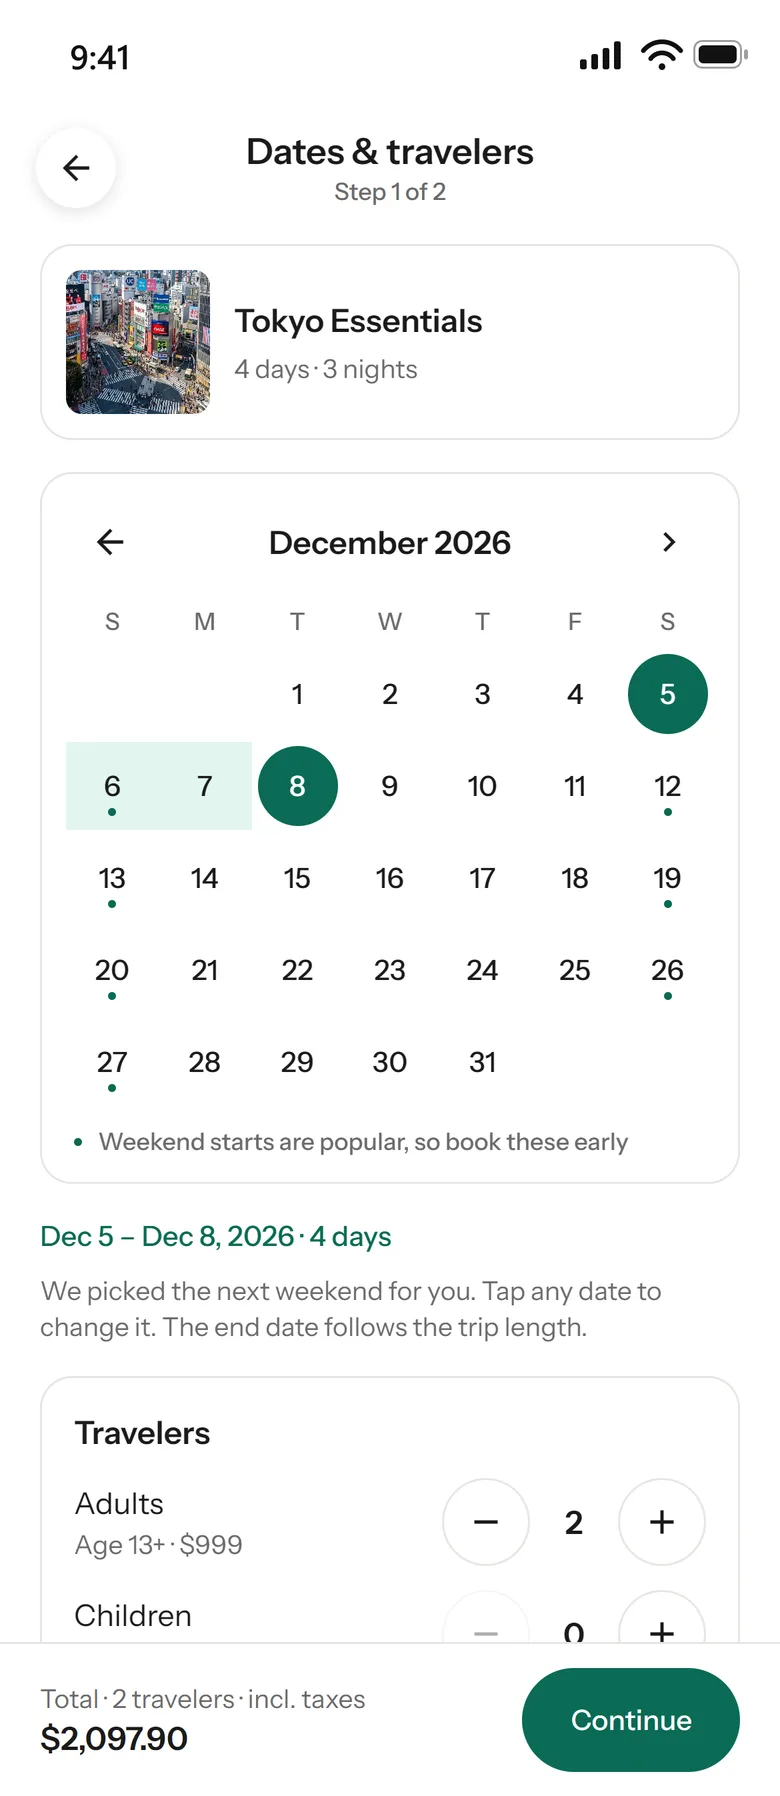 9:41
Dates & travelers
Step 1 of 2
Tokyo Essentials
4 days · 3 nights
December 2026
S M T W T F S
1 2 3 4 5
6 7 8 9 10 11 12
13 14 15 16 17 18 19
20 21 22 23 24 25 26
27 28 29 30 31
• Weekend starts are popular, so book these early
Dec 5 – Dec 8, 2026 · 4 days
We picked the next weekend for you. Tap any date to
change it. The end date follows the trip length.
Travelers
Adults
− 2 +
Age 13+ · $999
Children
− 0 +
Total · 2 travelers · incl. taxes
$2,097.90
Continue